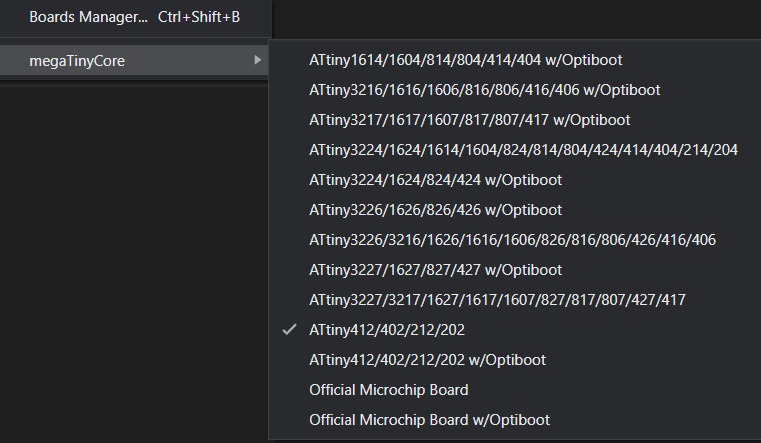 Boards Manager... Ctrl+Shift+B
megaTinyCore
ATtiny1614/1604/814/804/414/404 w/Optiboot
ATtiny3216/1616/1606/816/806/416/406 w/Optiboot
ATtiny3217/1617/1607/817/807/417 w/Optiboot
ATtiny3224/1624/1614/1604/824/814/804/424/414/404/214/204
ATtiny3224/1624/824/424 w/Optiboot
ATtiny3226/1626/826/426 w/Optiboot
ATtiny3226/3216/1626/1616/1606/826/816/806/426/416/406
ATtiny3227/1627/827/427 w/Optiboot
ATtiny3227/3217/1627/1617/1607/827/817/807/427/417
ATtiny412/402/212/202
ATtiny412/402/212/202 w/Optiboot
Official Microchip Board
Official Microchip Board w/Optiboot